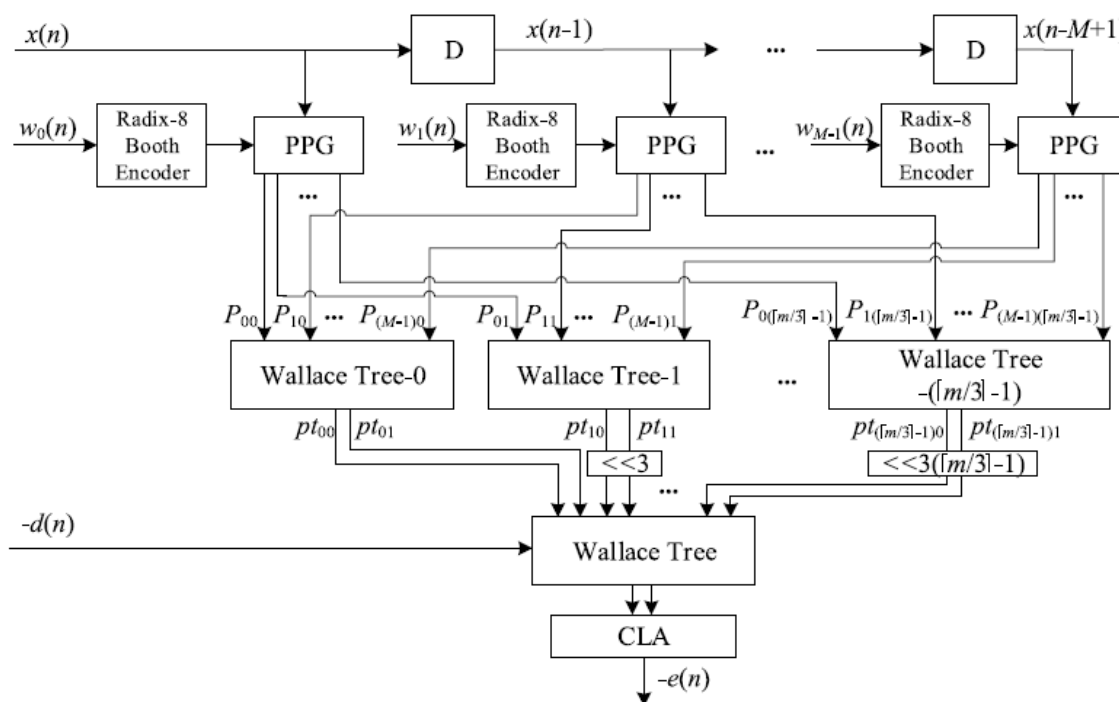 x(n) D x(n-1) ... D x(n-M+1
w0(n) Radix-8 Booth Encoder PPG w1(n) Radix-8 Booth Encoder PPG ... wM-1(n) Radix-8 Booth Encoder PPG
... ... ...
P00 P10 ... P(M-1)0 P01 P11 ... P(M-1)1 P0(⌈m/3⌉-1) P1(⌈m/3⌉-1) ... P(M-1)(⌈m/3⌉-1)
Wallace Tree-0 Wallace Tree-1 ... Wallace Tree -(⌈m/3⌉-1)
pt00 pt01 pt10 pt11 pt(⌈m/3⌉-1)0 pt(⌈m/3⌉-1)1
<<3 <<3(⌈m/3⌉-1)
...
-d(n) Wallace Tree
CLA
-e(n)